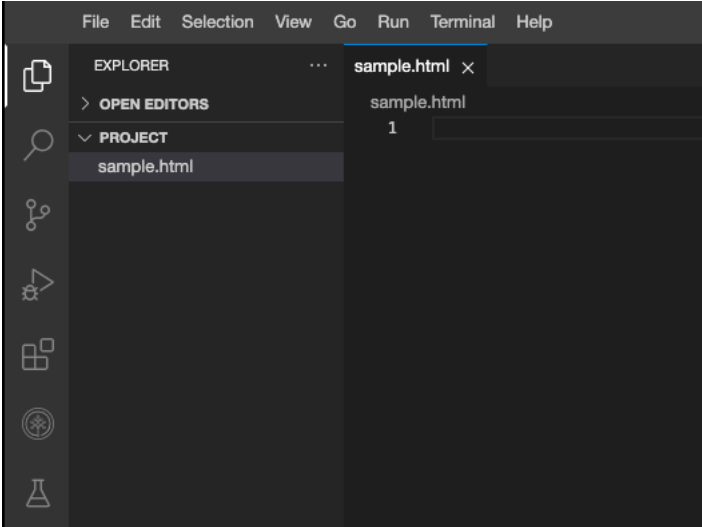 File Edit Selection View Go Run Terminal Help
EXPLORER ...
sample.html ×
OPEN EDITORS
sample.html
PROJECT
1
sample.html